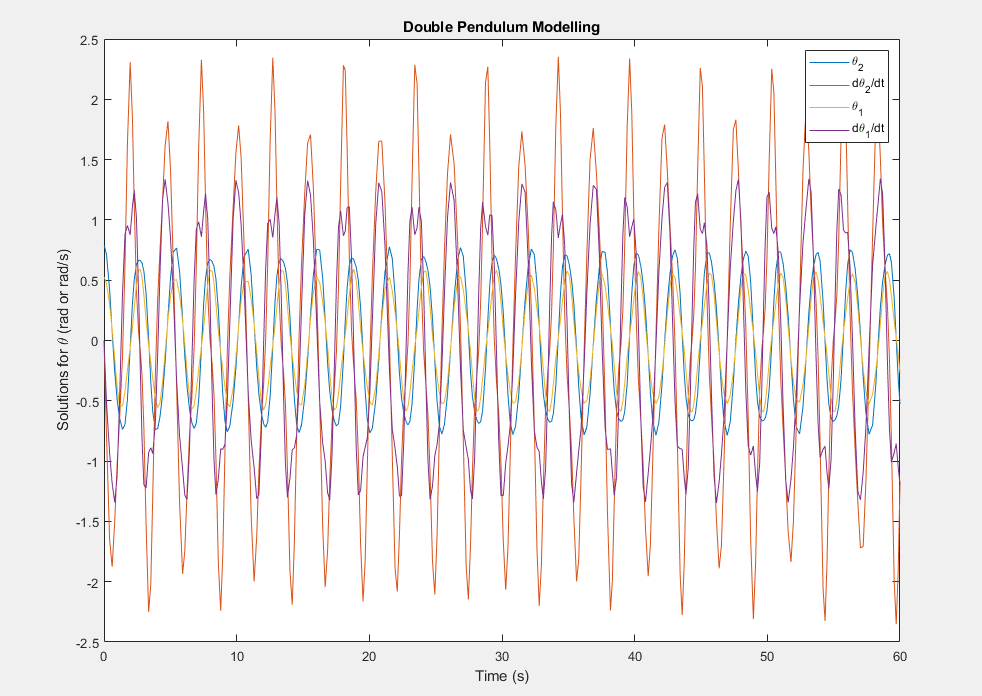 Double Pendulum Modelling
θ₂
dθ₂/dt
θ₁
dθ₁/dt
2.5
2
1.5
1
0.5
0
-0.5
-1
-1.5
-2
-2.5
Solutions for θ (rad or rad/s)
0 10 20 30 40 50 60
Time (s)